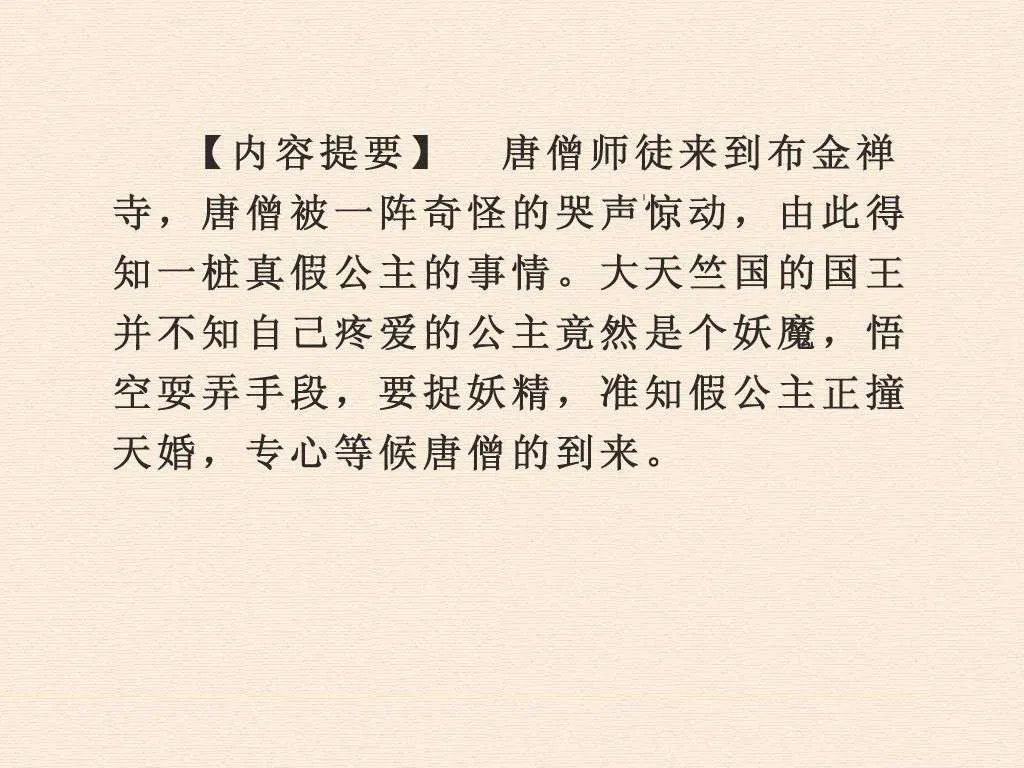 【内容提要】 唐僧师徒来到布金禅
寺，唐僧被一阵奇怪的哭声惊动，由此得
知一桩真假公主的事情。大天竺国的国王
并不知自己疼爱的公主竟然是个妖魔，悟
空耍弄手段，要捉妖精，准知假公主正撞
天婚，专心等候唐僧的到来。